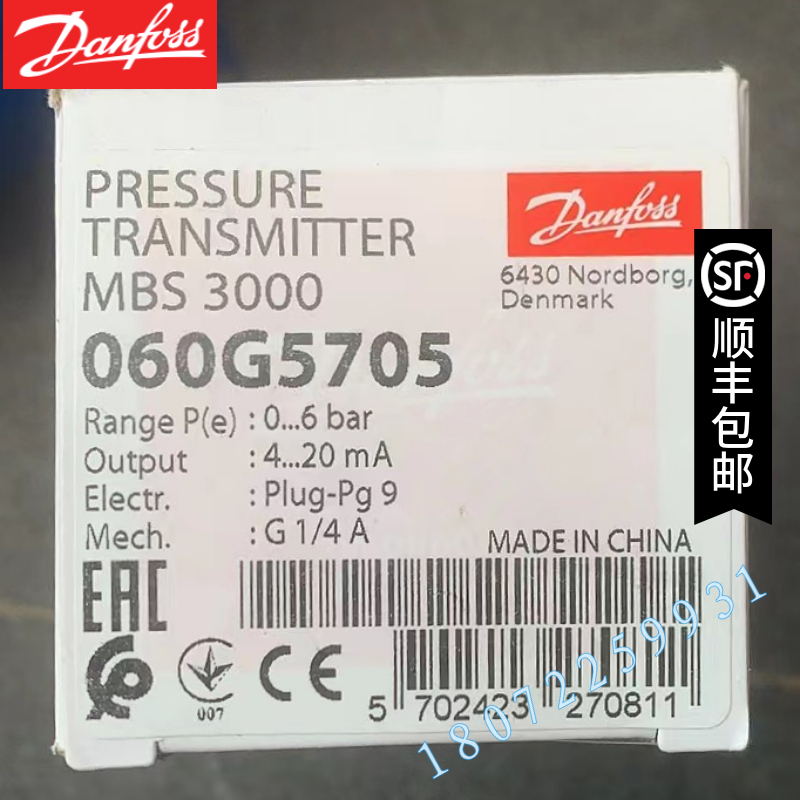 Danfoss
PRESSURE
TRANSMITTER
MBS 3000
060G5705
Range P(e) : 0...6 bar
Output : 4...20 mA
Electr. : Plug-Pg 9
Mech. : G 1/4 A
Danfoss
6430 Nordborg,
Denmark
SF
顺丰包邮
MADE IN CHINA
EAC
007
CE
5 702423 270811
18072259931